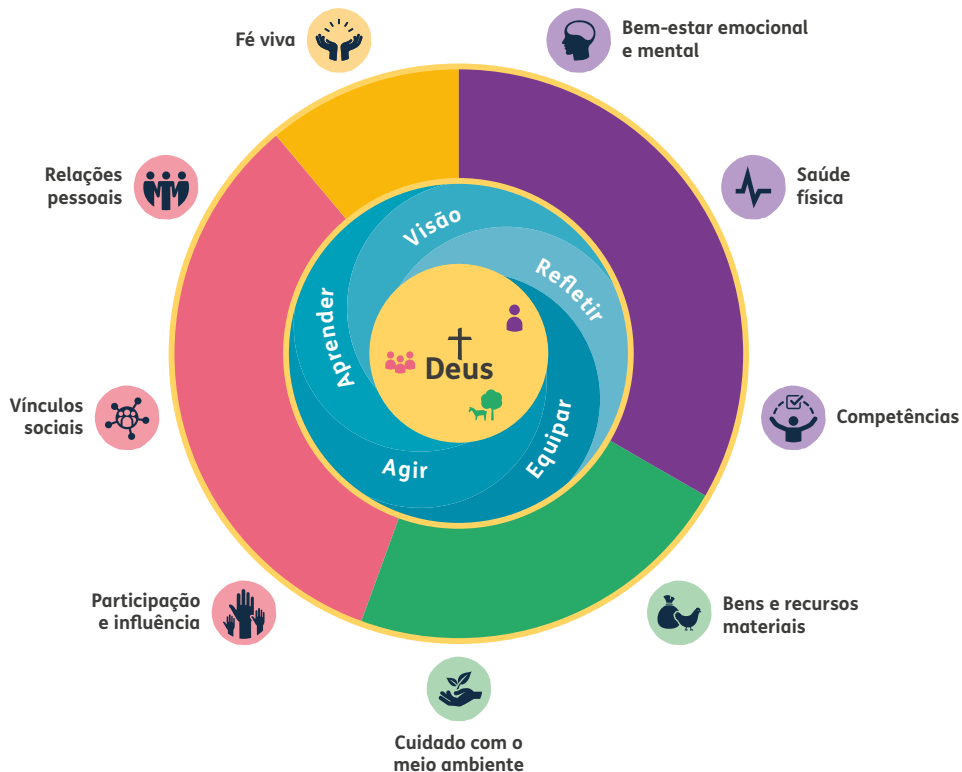 Fé viva
Bem-estar emocional
e mental
Relações
pessoais
Saúde
física
Visão
Refletir
Aprender
Deus
Vínculos
sociais
Competências
Equipar
Agir
Participação
e influência
Bens e recursos
materiais
Cuidado com o
meio ambiente